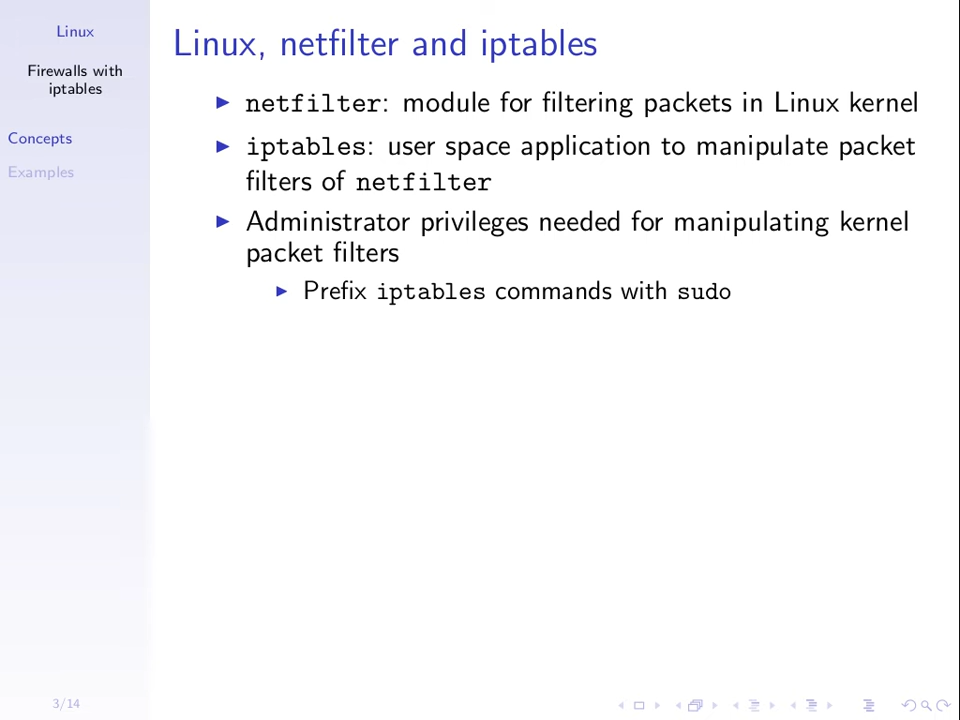 Linux
Firewalls with
iptables
Concepts
Examples
Linux, netfilter and iptables
netfilter: module for filtering packets in Linux kernel
iptables: user space application to manipulate packet
filters of netfilter
Administrator privileges needed for manipulating kernel
packet filters
Prefix iptables commands with sudo
3/14